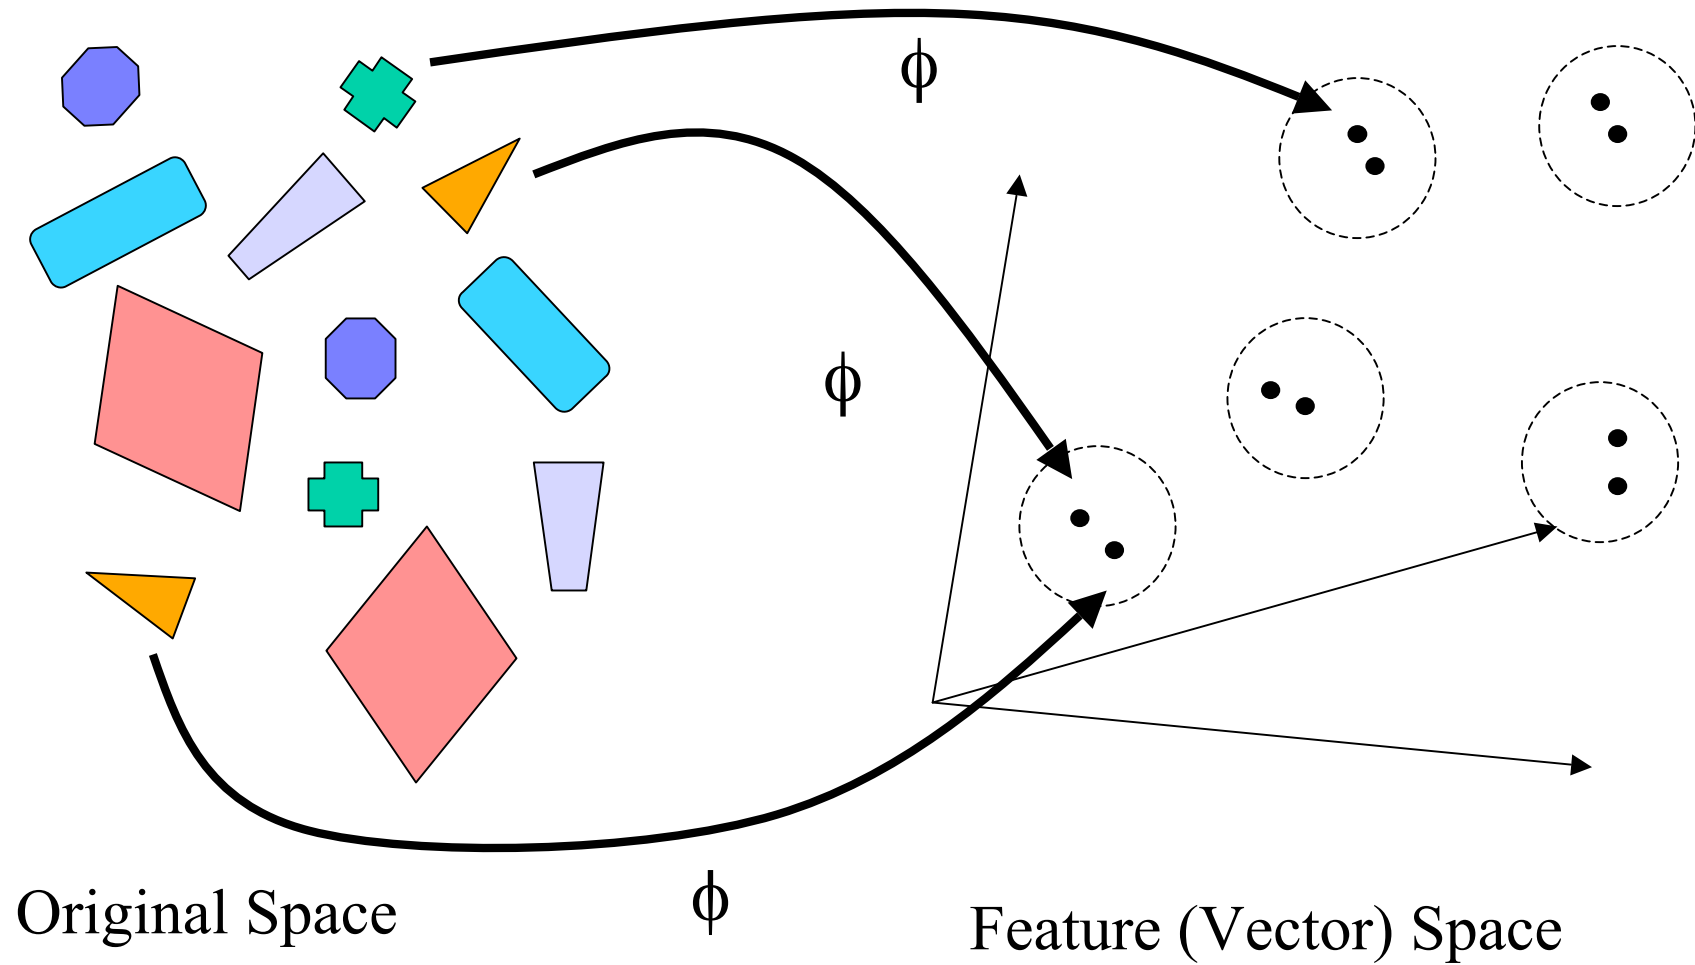 ϕ
ϕ
ϕ
Original Space
Feature (Vector) Space